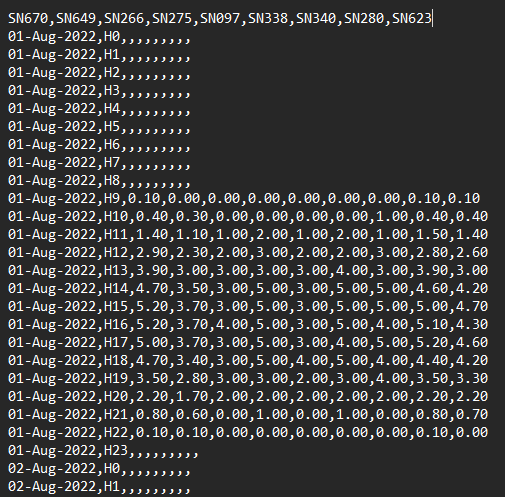 SN670,SN649,SN266,SN275,SN097,SN338,SN340,SN280,SN623
01-Aug-2022,H0,,,,,,,,,
01-Aug-2022,H1,,,,,,,,,
01-Aug-2022,H2,,,,,,,,,
01-Aug-2022,H3,,,,,,,,,
01-Aug-2022,H4,,,,,,,,,
01-Aug-2022,H5,,,,,,,,,
01-Aug-2022,H6,,,,,,,,,
01-Aug-2022,H7,,,,,,,,,
01-Aug-2022,H8,,,,,,,,,
01-Aug-2022,H9,0.10,0.00,0.00,0.00,0.00,0.00,0.00,0.10,0.10
01-Aug-2022,H10,0.40,0.30,0.00,0.00,0.00,0.00,1.00,0.40,0.40
01-Aug-2022,H11,1.40,1.10,1.00,2.00,1.00,2.00,1.00,1.50,1.40
01-Aug-2022,H12,2.90,2.30,2.00,3.00,2.00,2.00,3.00,2.80,2.60
01-Aug-2022,H13,3.90,3.00,3.00,3.00,3.00,4.00,3.00,3.90,3.00
01-Aug-2022,H14,4.70,3.50,3.00,5.00,3.00,5.00,5.00,4.60,4.20
01-Aug-2022,H15,5.20,3.70,3.00,5.00,3.00,5.00,5.00,5.00,4.70
01-Aug-2022,H16,5.20,3.70,4.00,5.00,3.00,5.00,4.00,5.10,4.30
01-Aug-2022,H17,5.00,3.70,3.00,5.00,3.00,4.00,5.00,5.20,4.60
01-Aug-2022,H18,4.70,3.40,3.00,5.00,4.00,5.00,4.00,4.40,4.20
01-Aug-2022,H19,3.50,2.80,3.00,3.00,2.00,3.00,4.00,3.50,3.30
01-Aug-2022,H20,2.20,1.70,2.00,2.00,2.00,2.00,2.00,2.20,2.20
01-Aug-2022,H21,0.80,0.60,0.00,1.00,0.00,1.00,0.00,0.80,0.70
01-Aug-2022,H22,0.10,0.10,0.00,0.00,0.00,0.00,0.00,0.10,0.00
01-Aug-2022,H23,,,,,,,,,
02-Aug-2022,H0,,,,,,,,,
02-Aug-2022,H1,,,,,,,,,